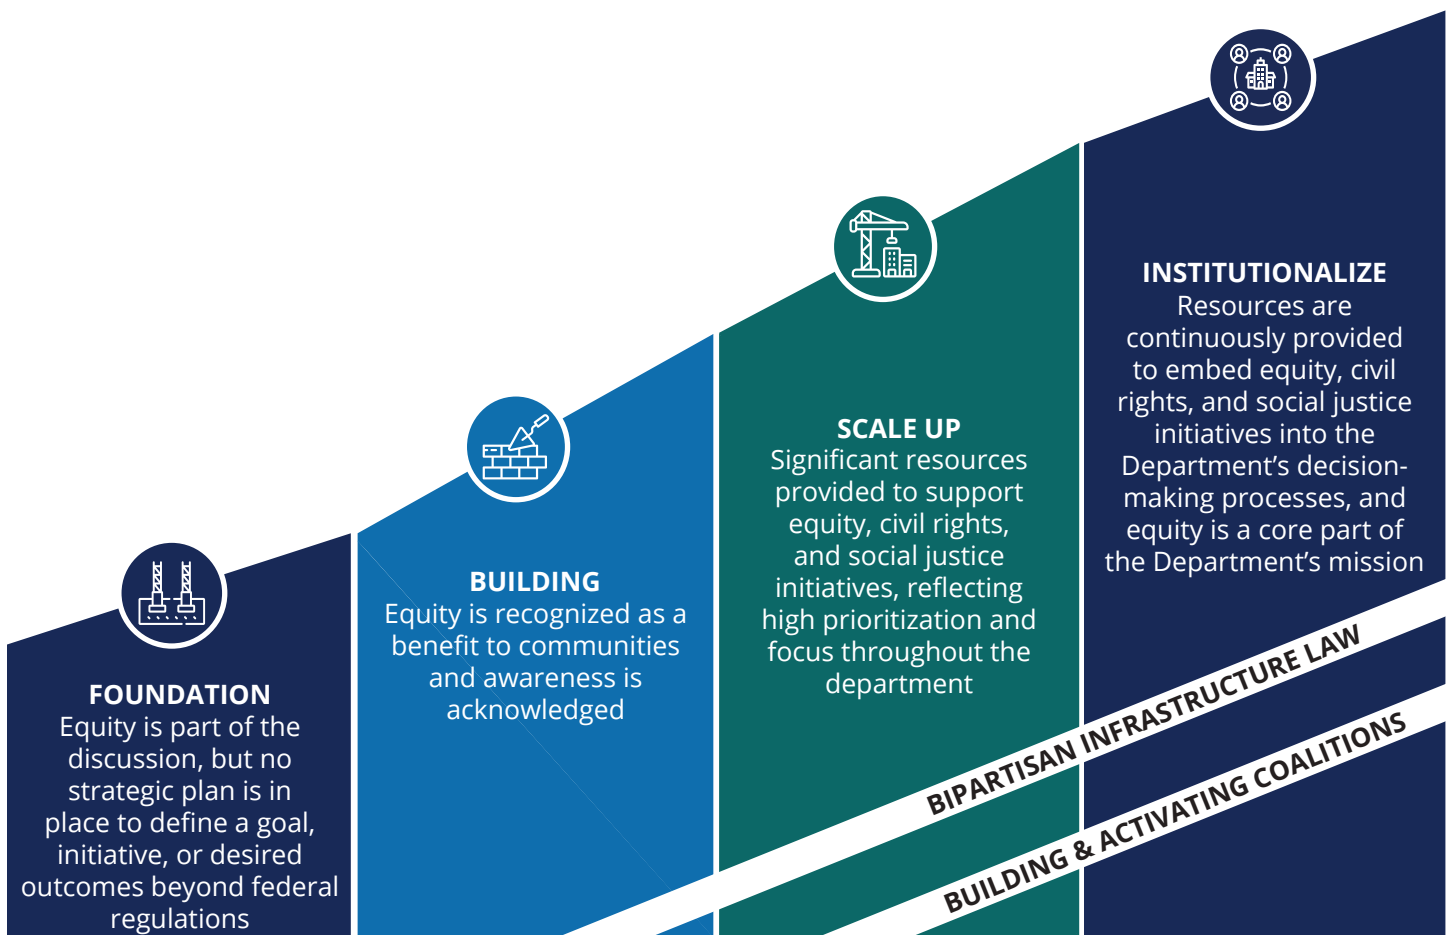 FOUNDATION
Equity is part of the
discussion, but no
strategic plan is in
place to define a goal,
initiative, or desired
outcomes beyond federal
regulations
BUILDING
Equity is recognized as a
benefit to communities
and awareness is
acknowledged
SCALE UP
Significant resources
provided to support
equity, civil rights,
and social justice
initiatives, reflecting
high prioritization and
focus throughout the
department
INSTITUTIONALIZE
Resources are
continuously provided
to embed equity, civil
rights, and social justice
initiatives into the
Department’s decision-
making processes, and
equity is a core part of
the Department’s mission
BIPARTISAN INFRASTRUCTURE LAW
BUILDING & ACTIVATING COALITIONS